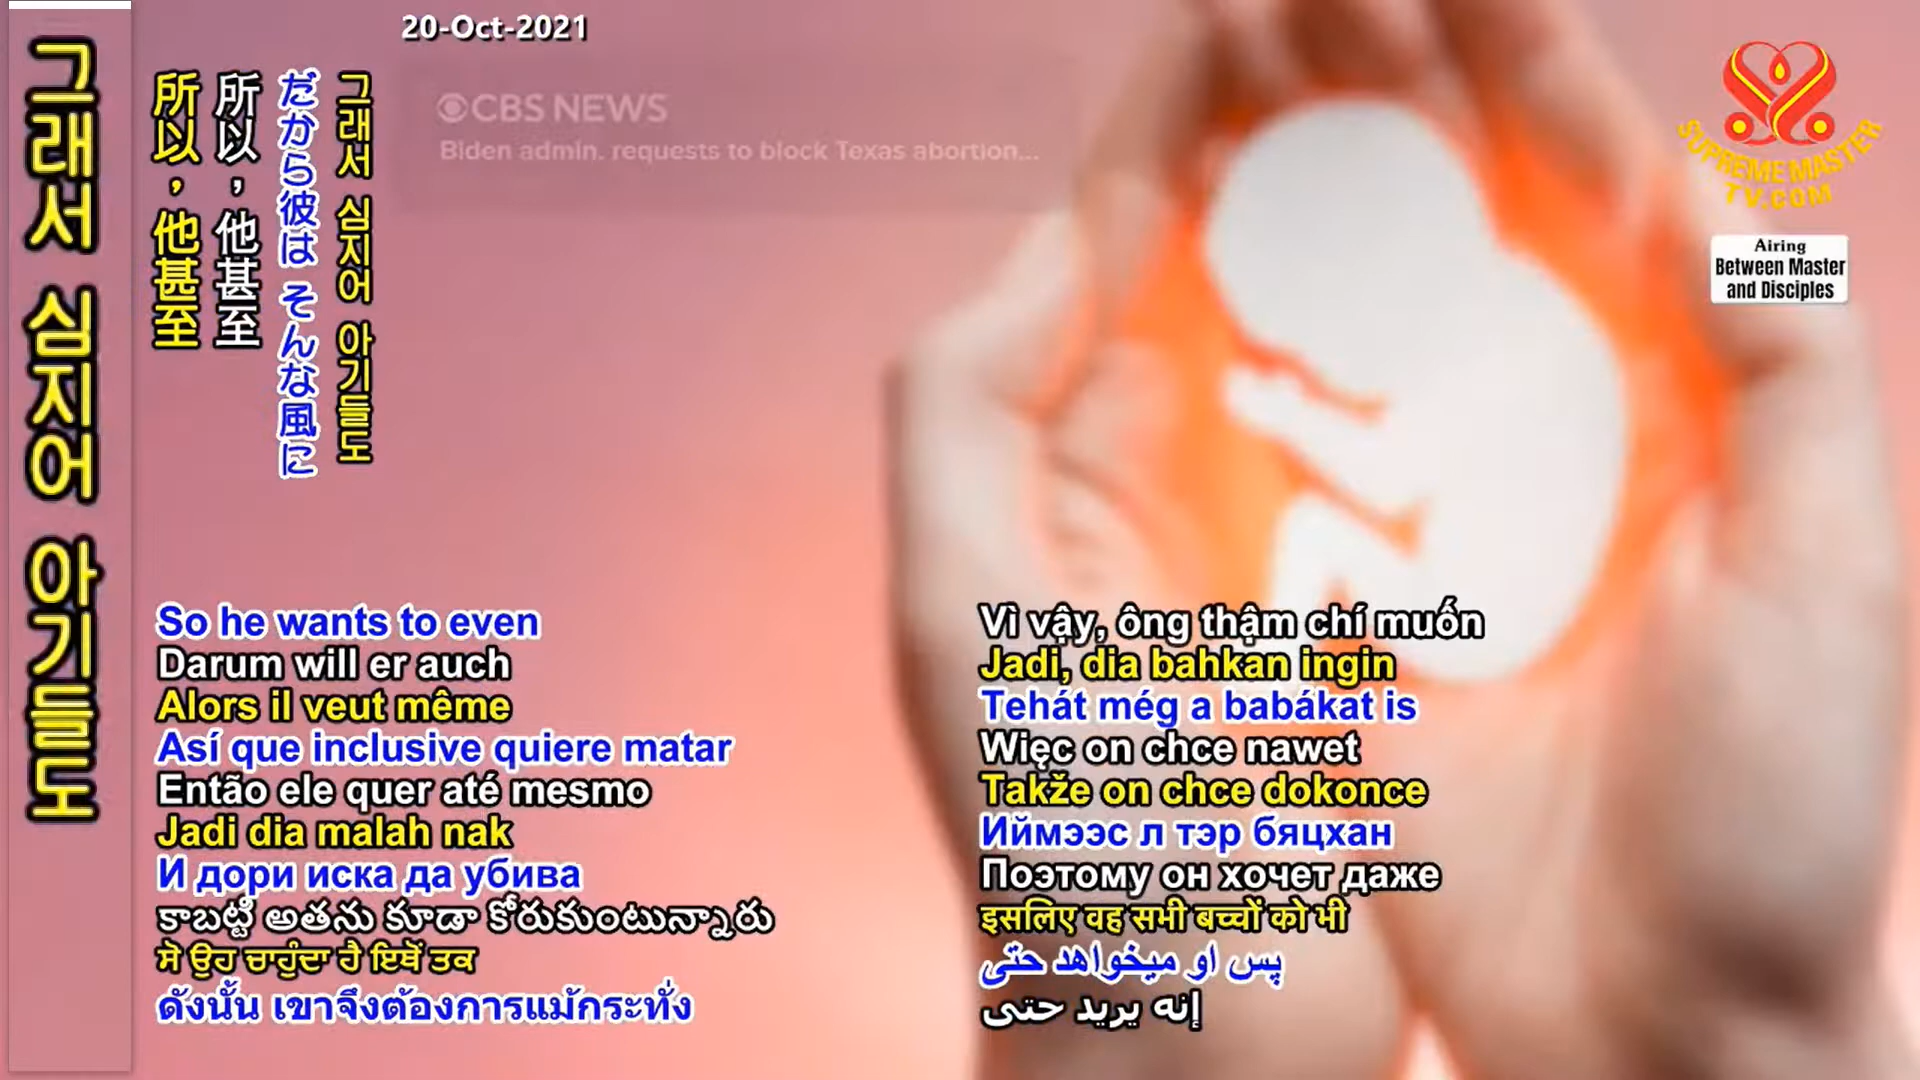 그래서 심지어 아기들도
20-Oct-2021
所以，他甚至
所以，他甚至
だから彼は そんな風に
그래서 심지어 아기들도
CBS NEWS
Biden admin. requests to block Texas abortion...
SUPREME MASTER
TV.COM
Airing
Between Master
and Disciples
So he wants to even
Darum will er auch
Alors il veut même
Así que inclusive quiere matar
Então ele quer até mesmo
Jadi dia malah nak
И дори иска да убива
కాబట్టి అతను కూడా కోరుకుంటున్నారు
ਸੋ ਉਹ ਚਾਹੁੰਦਾ ਹੈ ਇਥੋਂ ਤਕ
ดังนั้น เขาจึงต้องการแม้กระทั่ง
Vì vậy, ông thậm chí muốn
Jadi, dia bahkan ingin
Tehát még a babákat is
Więc on chce nawet
Takže on chce dokonce
Иймээс л тэр бяцхан
Поэтому он хочет даже
इसलिए वह सभी बच्चों को भी
پس او میخواهد حتی
إنه يريد حتى